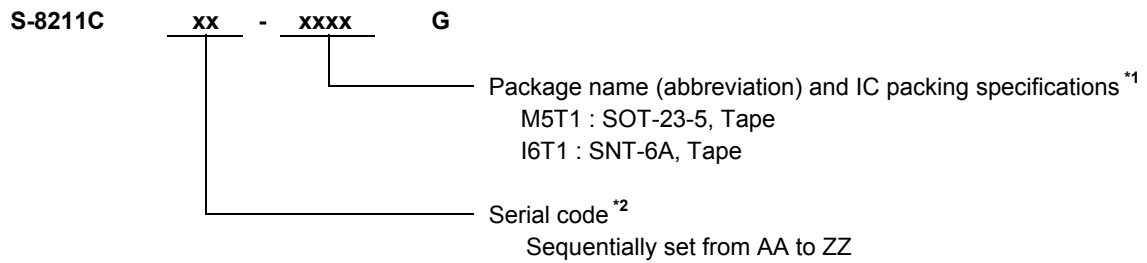 S-8211C xx - xxxx G
Package name (abbreviation) and IC packing specifications *1
M5T1 : SOT-23-5, Tape
I6T1 : SNT-6A, Tape
Serial code *2
Sequentially set from AA to ZZ